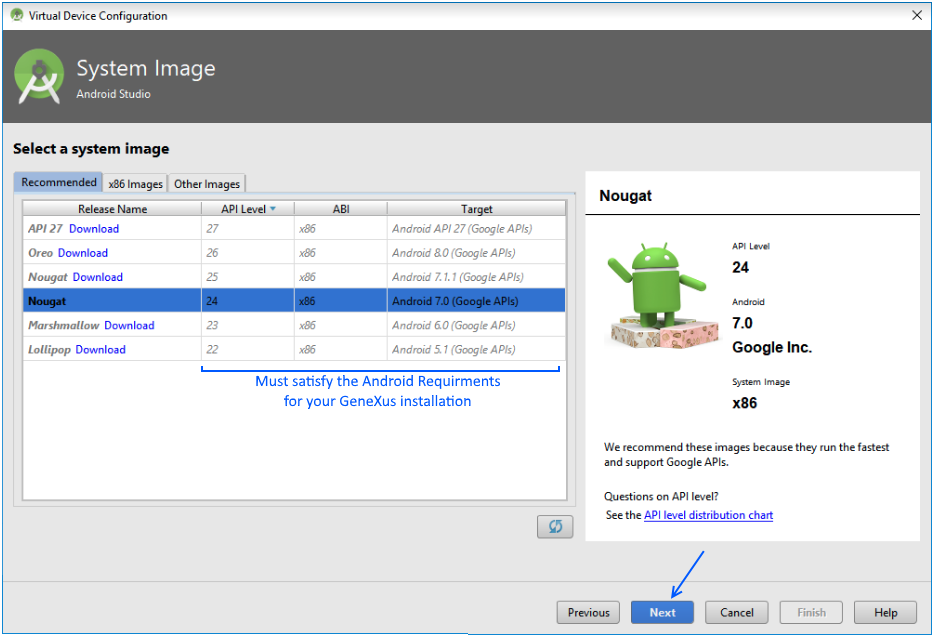 Virtual Device Configuration
System Image
Android Studio
Select a system image
Recommended x86 Images Other Images
Release Name API Level ABI Target
API 27 Download 27 x86 Android API 27 (Google APIs)
Oreo Download 26 x86 Android 8.0 (Google APIs)
Nougat Download 25 x86 Android 7.1.1 (Google APIs)
Nougat 24 x86 Android 7.0 (Google APIs)
Marshmallow Download 23 x86 Android 6.0 (Google APIs)
Lollipop Download 22 x86 Android 5.1 (Google APIs)
Must satisfy the Android Requirments
for your GeneXus installation
Nougat
API Level
24
Android
7.0
Google Inc.
System Image
x86
We recommend these images because they run the fastest
and support Google APIs.
Questions on API level?
See the API level distribution chart
Previous Next Cancel Finish Help